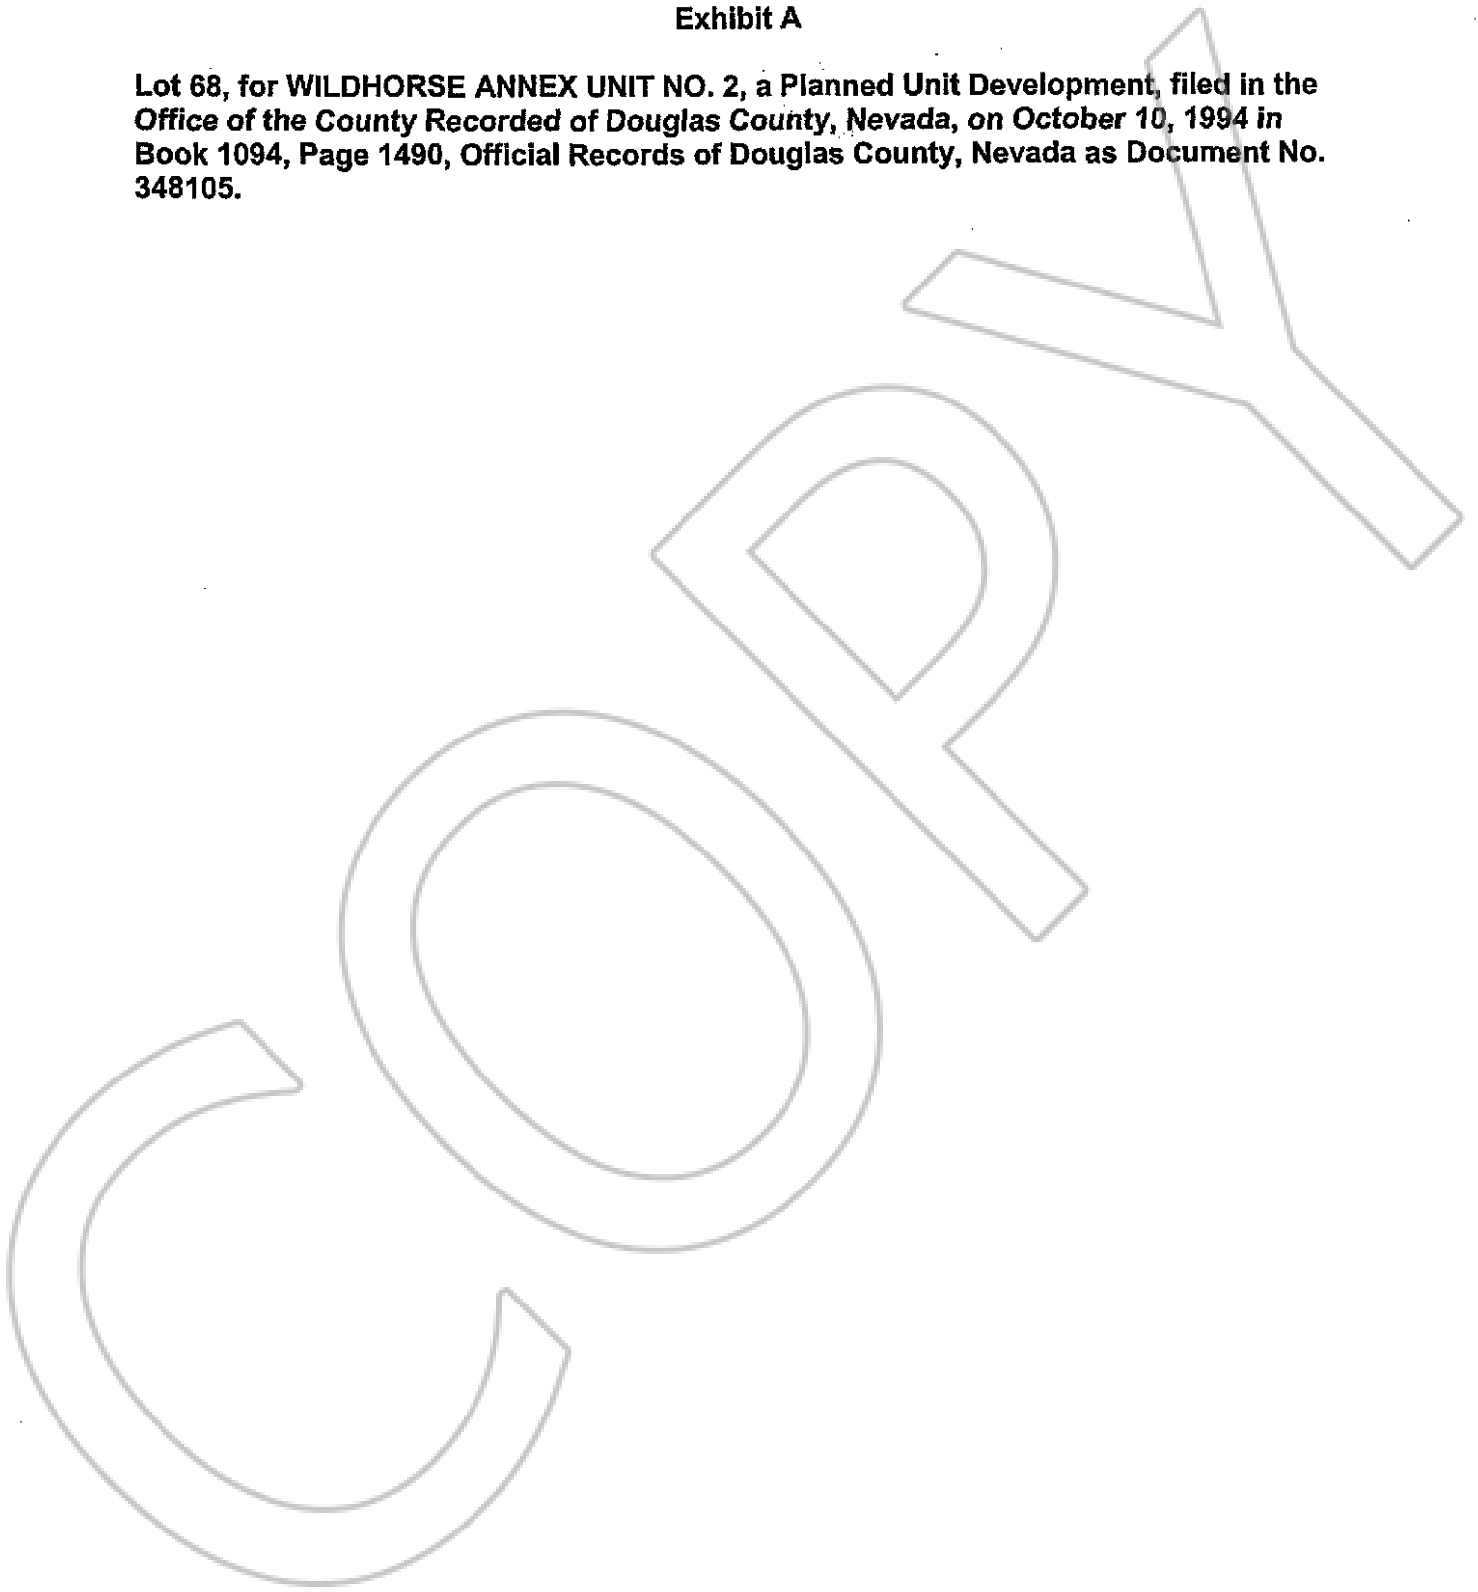 Exhibit A
Lot 68, for WILDHORSE ANNEX UNIT NO. 2, a Planned Unit Development, filed in the
Office of the County Recorded of Douglas County, Nevada, on October 10, 1994 in
Book 1094, Page 1490, Official Records of Douglas County, Nevada as Document No.
348105.
COPY